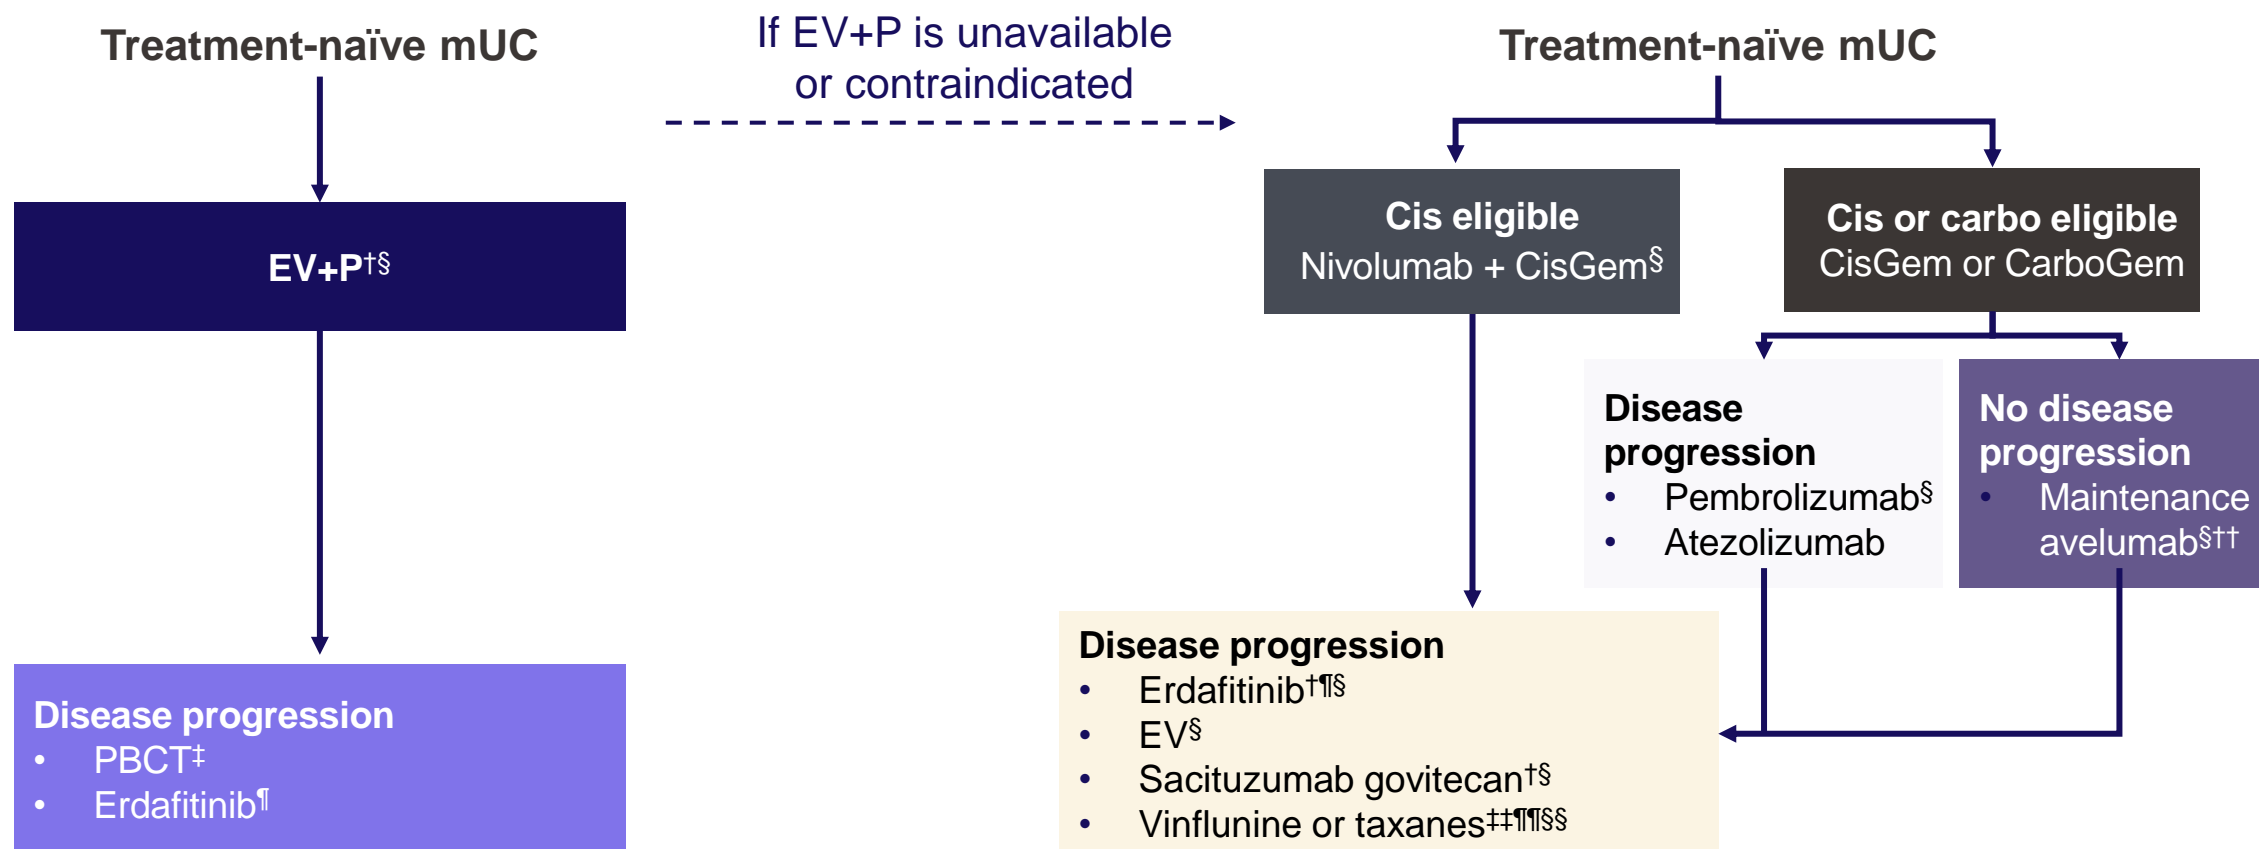 Treatment-naïve mUC
If EV+P is unavailable
or contraindicated
Treatment-naïve mUC
EV+P†§
Cis eligible
Nivolumab + CisGem§
Cis or carbo eligible
CisGem or CarboGem
Disease
progression
• Pembrolizumab§
• Atezolizumab
No disease
progression
• Maintenance
avelumab§††
Disease progression
• PBCT‡
• Erdafitinib¶
Disease progression
• Erdafitinib†¶§
• EV§
• Sacituzumab govitecan†§
• Vinflunine or taxanes‡‡¶¶§§